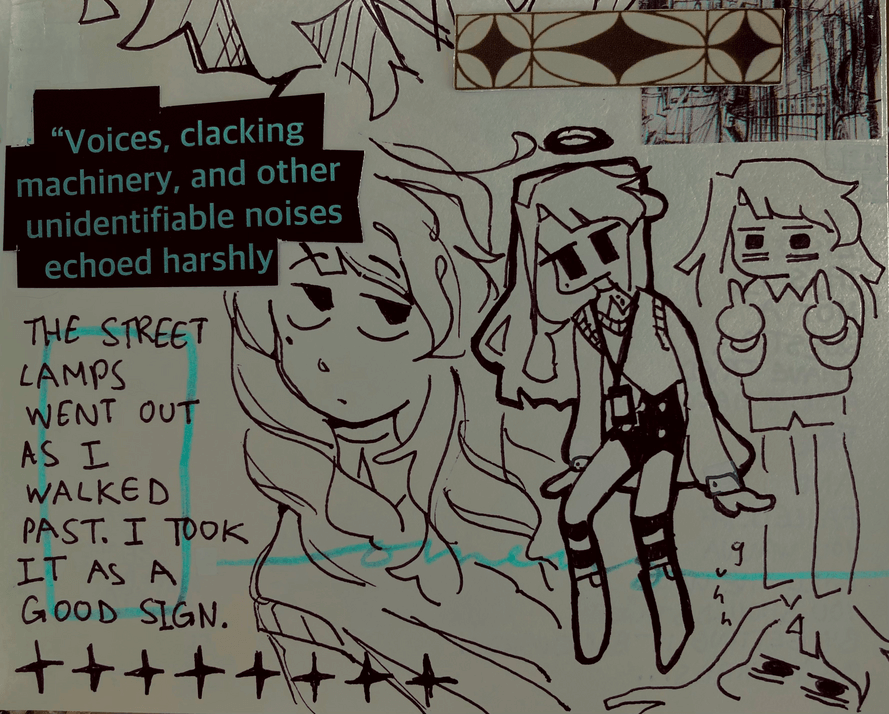 “Voices, clacking
machinery, and other
unidentifiable noises
echoed harshly
THE STREET
LAMPS
WENT OUT
AS I
WALKED
PAST. I TOOK
IT AS A
GOOD SIGN.
guhh